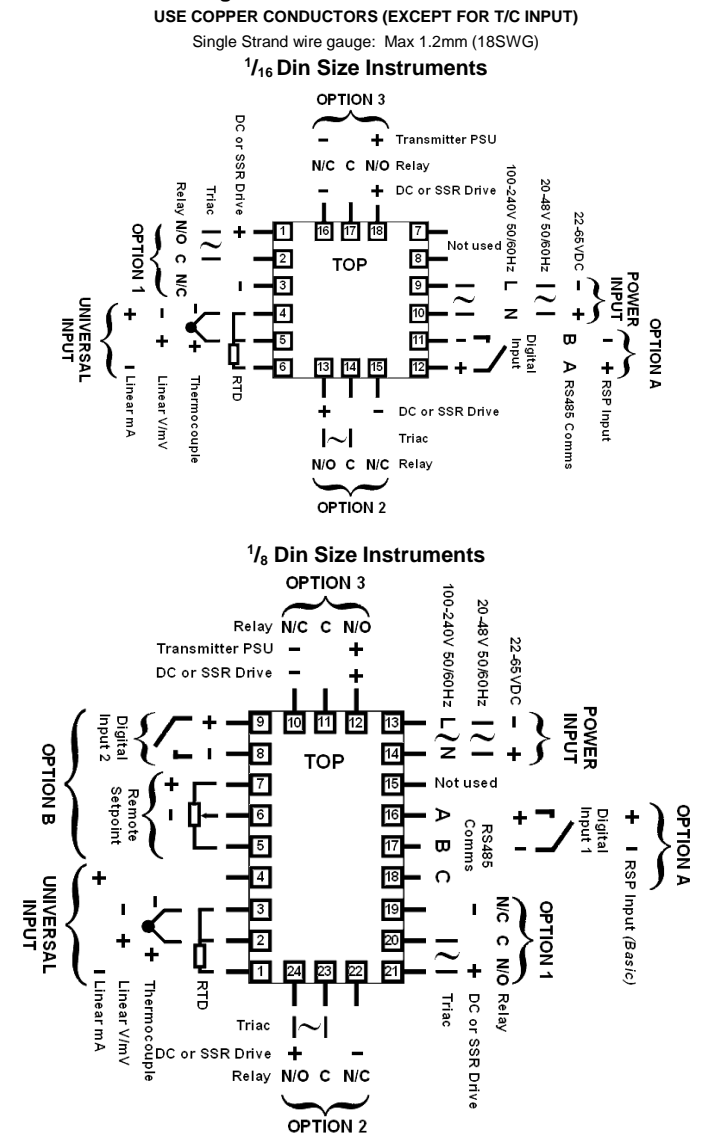 USE COPPER CONDUCTORS (EXCEPT FOR T/C INPUT)
Single Strand wire gauge: Max 1.2mm (18SWG)
1/16 Din Size Instruments
OPTION 3
− + Transmitter PSU
N/C C N/O Relay
− + DC or SSR Drive
16 17 18
TOP
1
2
3
4
5
6
7
8
9
10
11
12
13 14 15
DC or SSR Drive
+
−
Triac
~
Relay N/O C N/C
OPTION 1
UNIVERSAL
INPUT
+ − Linear mA
− + Linear V/mV
− + Thermocouple
RTD
Not used
100-240V 50/60Hz
L ~ N
20-48V 50/60Hz
~
22-65VDC
− +
POWER
INPUT
− +
Digital
Input
B A RS485 Comms
− + RSP Input
OPTION A
+ − DC or SSR Drive
~ Triac
N/O C N/C Relay
OPTION 2
1/8 Din Size Instruments
OPTION 3
Relay N/C C N/O
Transmitter PSU − +
DC or SSR Drive − +
10 11 12
TOP
9
8
7
6
5
4
3
2
1
13
14
15
16
17
18
19
20
21
24 23 22
Digital
Input 2
+ −
Remote
Setpoint
+ −
OPTION B
UNIVERSAL
INPUT
+ − Linear mA
− + Linear V/mV
− + Thermocouple
RTD
100-240V 50/60Hz
L ~ N
20-48V 50/60Hz
~
22-65VDC
− +
POWER
INPUT
Not used
A B C
RS485
Comms
+ −
Digital
Input 1
+ − RSP Input (Basic)
OPTION A
OPTION 1
N/C C N/O Relay
− + DC or SSR Drive
~ Triac
Triac ~
DC or SSR Drive + −
Relay N/O C N/C
OPTION 2